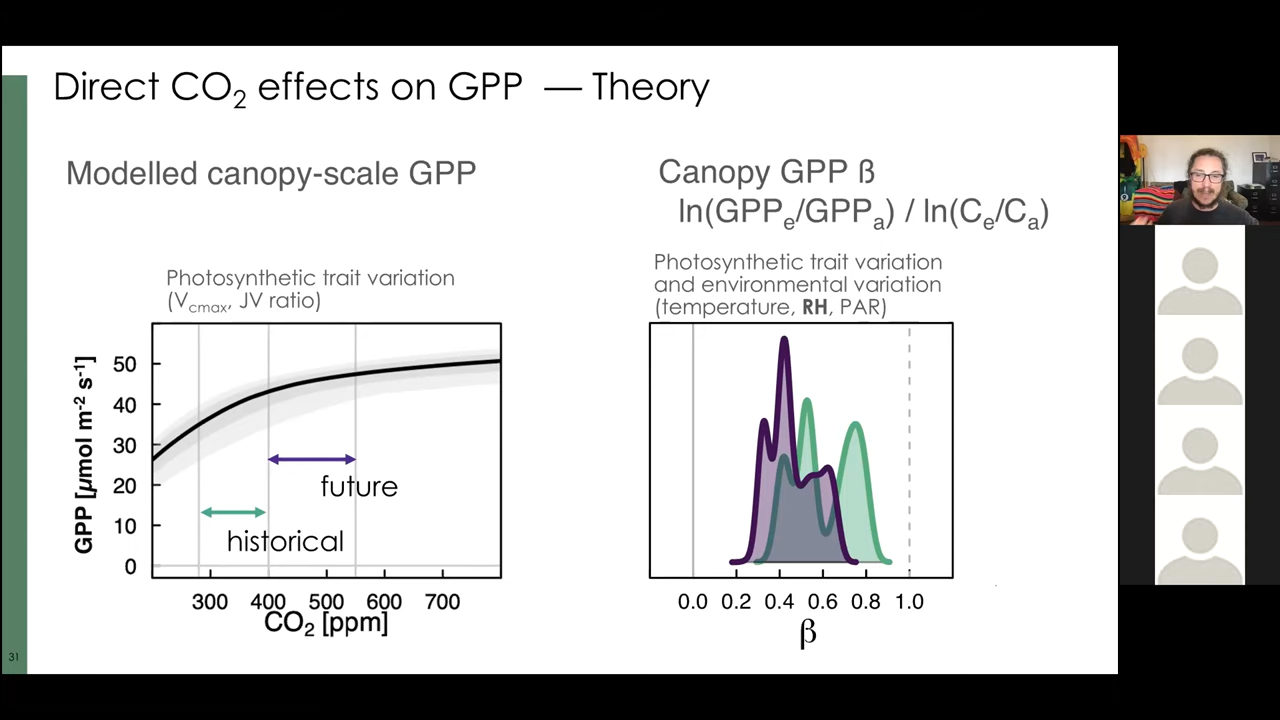 Direct CO₂ effects on GPP — Theory
Modelled canopy-scale GPP
Photosynthetic trait variation
(Vcmax, JV ratio)
GPP [μmol m⁻² s⁻¹]
50
40
30
20
10
0
future
historical
300 400 500 600 700
CO₂ [ppm]
Canopy GPP ß
ln(GPPₑ/GPPₐ) / ln(Cₑ/Cₐ)
Photosynthetic trait variation
and environmental variation
(temperature, RH, PAR)
0.0 0.2 0.4 0.6 0.8 1.0
β
31